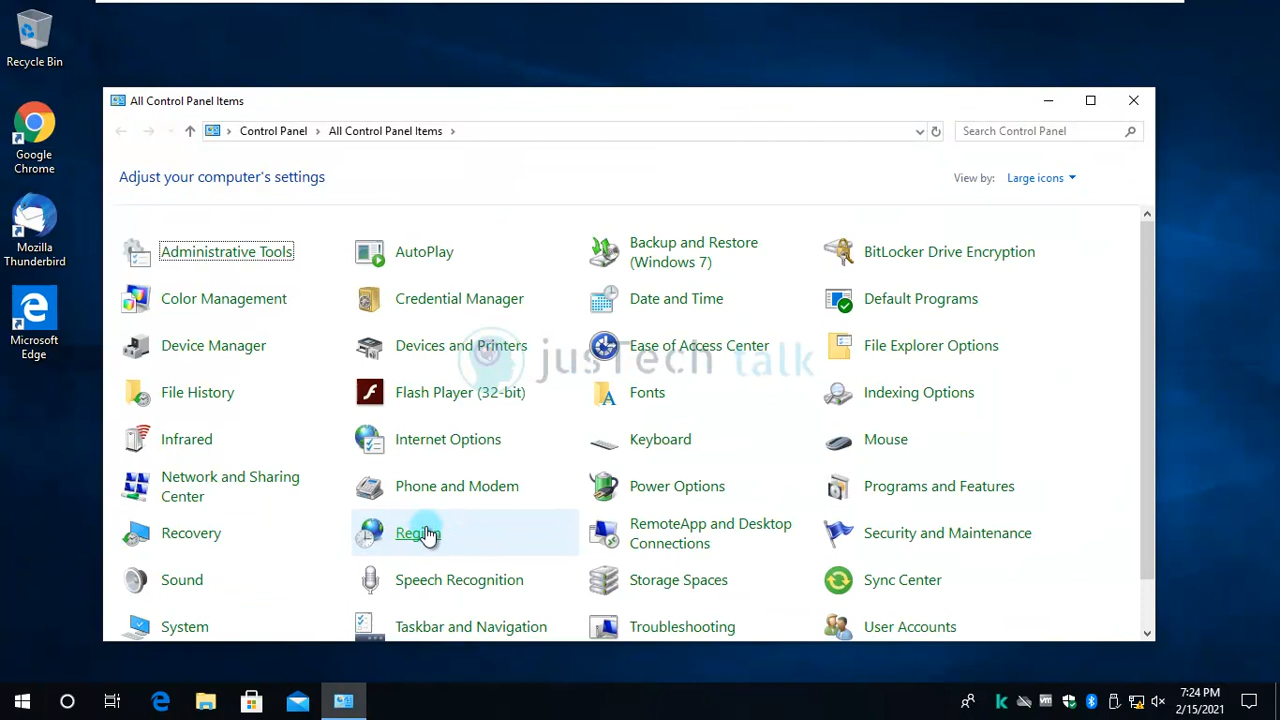 Recycle Bin
Google
Chrome
Mozilla
Thunderbird
Microsoft
Edge
All Control Panel Items
Control Panel
All Control Panel Items
Search Control Panel
Adjust your computer's settings
View by:
Large icons
Administrative Tools
AutoPlay
Backup and Restore
(Windows 7)
BitLocker Drive Encryption
Color Management
Credential Manager
Date and Time
Default Programs
Device Manager
Devices and Printers
Ease of Access Center
File Explorer Options
jusTech talk
File History
Flash Player (32-bit)
Fonts
Indexing Options
Infrared
Internet Options
Keyboard
Mouse
Network and Sharing
Center
Phone and Modem
Power Options
Programs and Features
Recovery
Region
RemoteApp and Desktop
Connections
Security and Maintenance
Sound
Speech Recognition
Storage Spaces
Sync Center
System
Taskbar and Navigation
Troubleshooting
User Accounts
7:24 PM
2/15/2021